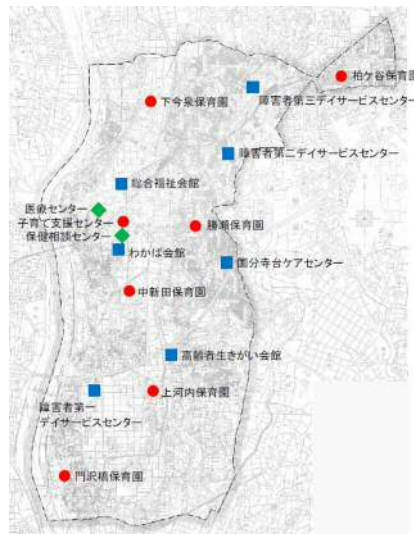 柏ケ谷保育園
下今泉保育園
障害者第三デイサービスセンター
障害者第二デイサービスセンター
総合福祉会館
医療センター
子育て支援センター
勝瀬保育園
保健相談センター
わかば会館
国分寺台ケアセンター
中新田保育園
高齢者生きがい会館
上河内保育園
障害者第一
デイサービスセンター
門沢橋保育園